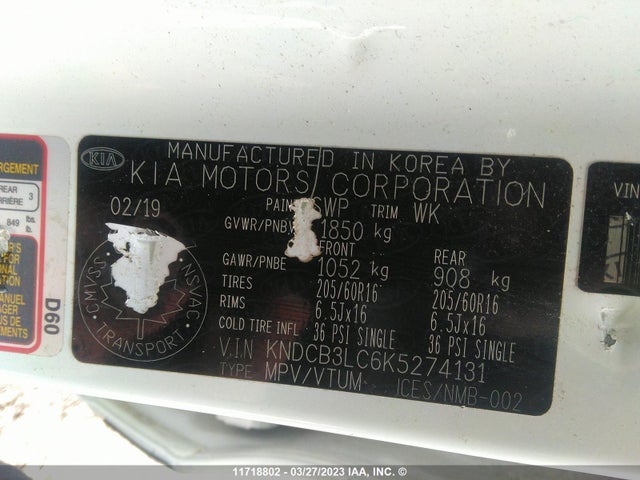 KIA
MANUFACTURED IN KOREA BY
KIA MOTORS CORPORATION
02/19
SWP TRIM WK
GVWR/PNBV 1850 kg
FRONT
REAR
GAWR/PNBE 1052 kg 908 kg
TIRES 205/60R16 205/60R16
RIMS 6.5Jx16 6.5Jx16
COLD TIRE INFL. 36 PSI SINGLE 36 PSI SINGLE
VIN KNDCB3LC6K5274131
TYPE MPV/VTUM ICES/NMB-002
TRANSPORT
REAR 3
849 lbs.
D60
VIN
11718802 - 03/27/2023 IAA, INC. ©